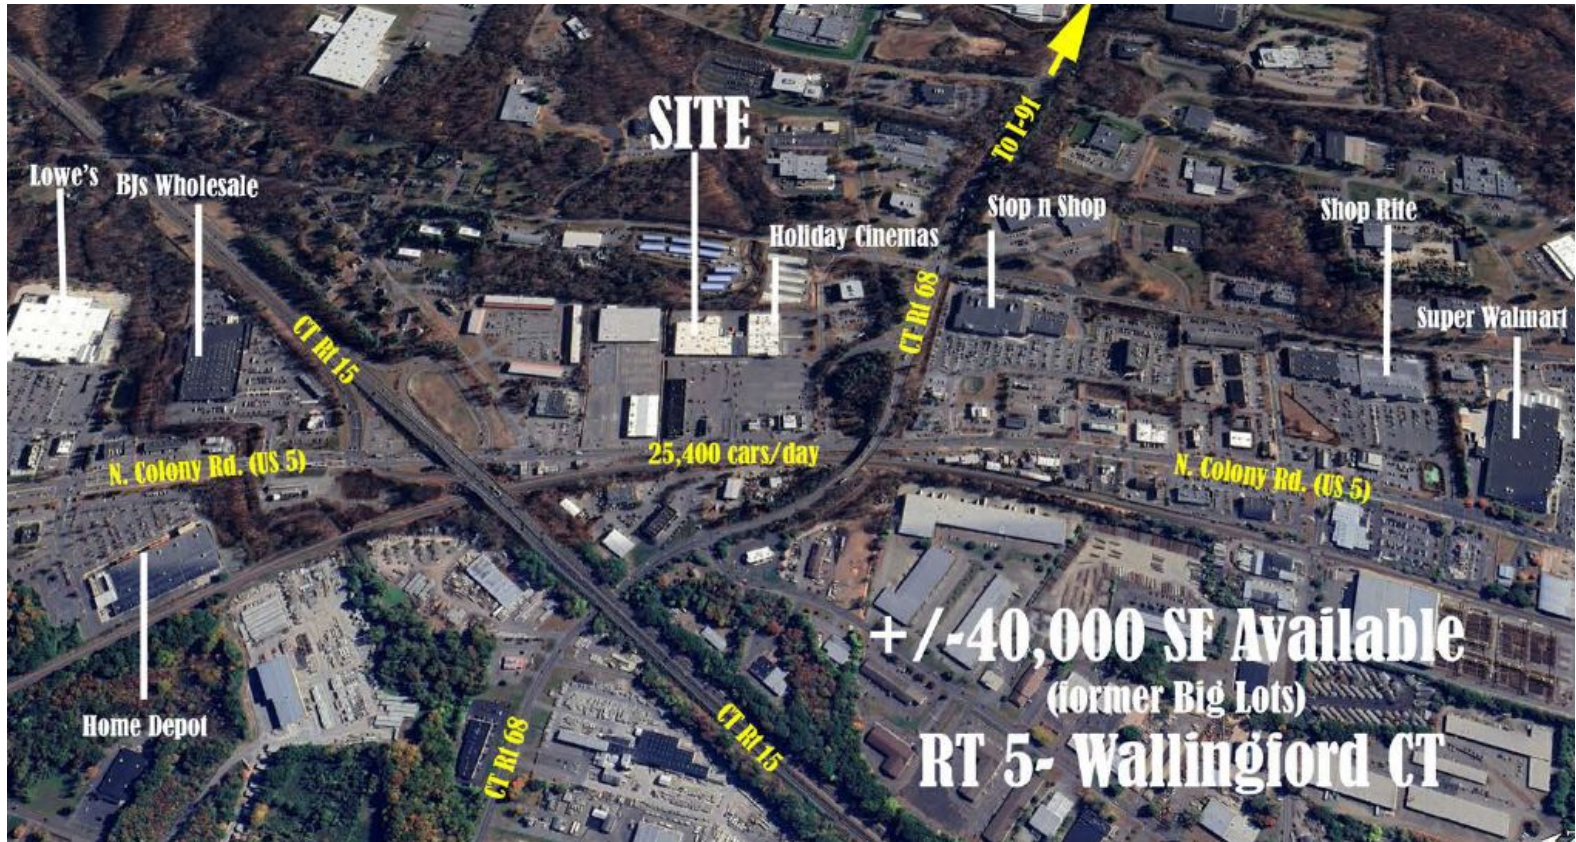 To I-91
SITE
Lowe's
BJs Wholesale
Stop n Shop
Shop Rite
Holiday Cinemas
CT Rt 68
Super Walmart
CT Rt 15
25,400 cars/day
N. Colony Rd. (US 5)
N. Colony Rd. (US 5)
+/-40,000 SF Available
(former Big Lots)
Home Depot
CT Rt 68
CT Rt 15
RT 5- Wallingford CT